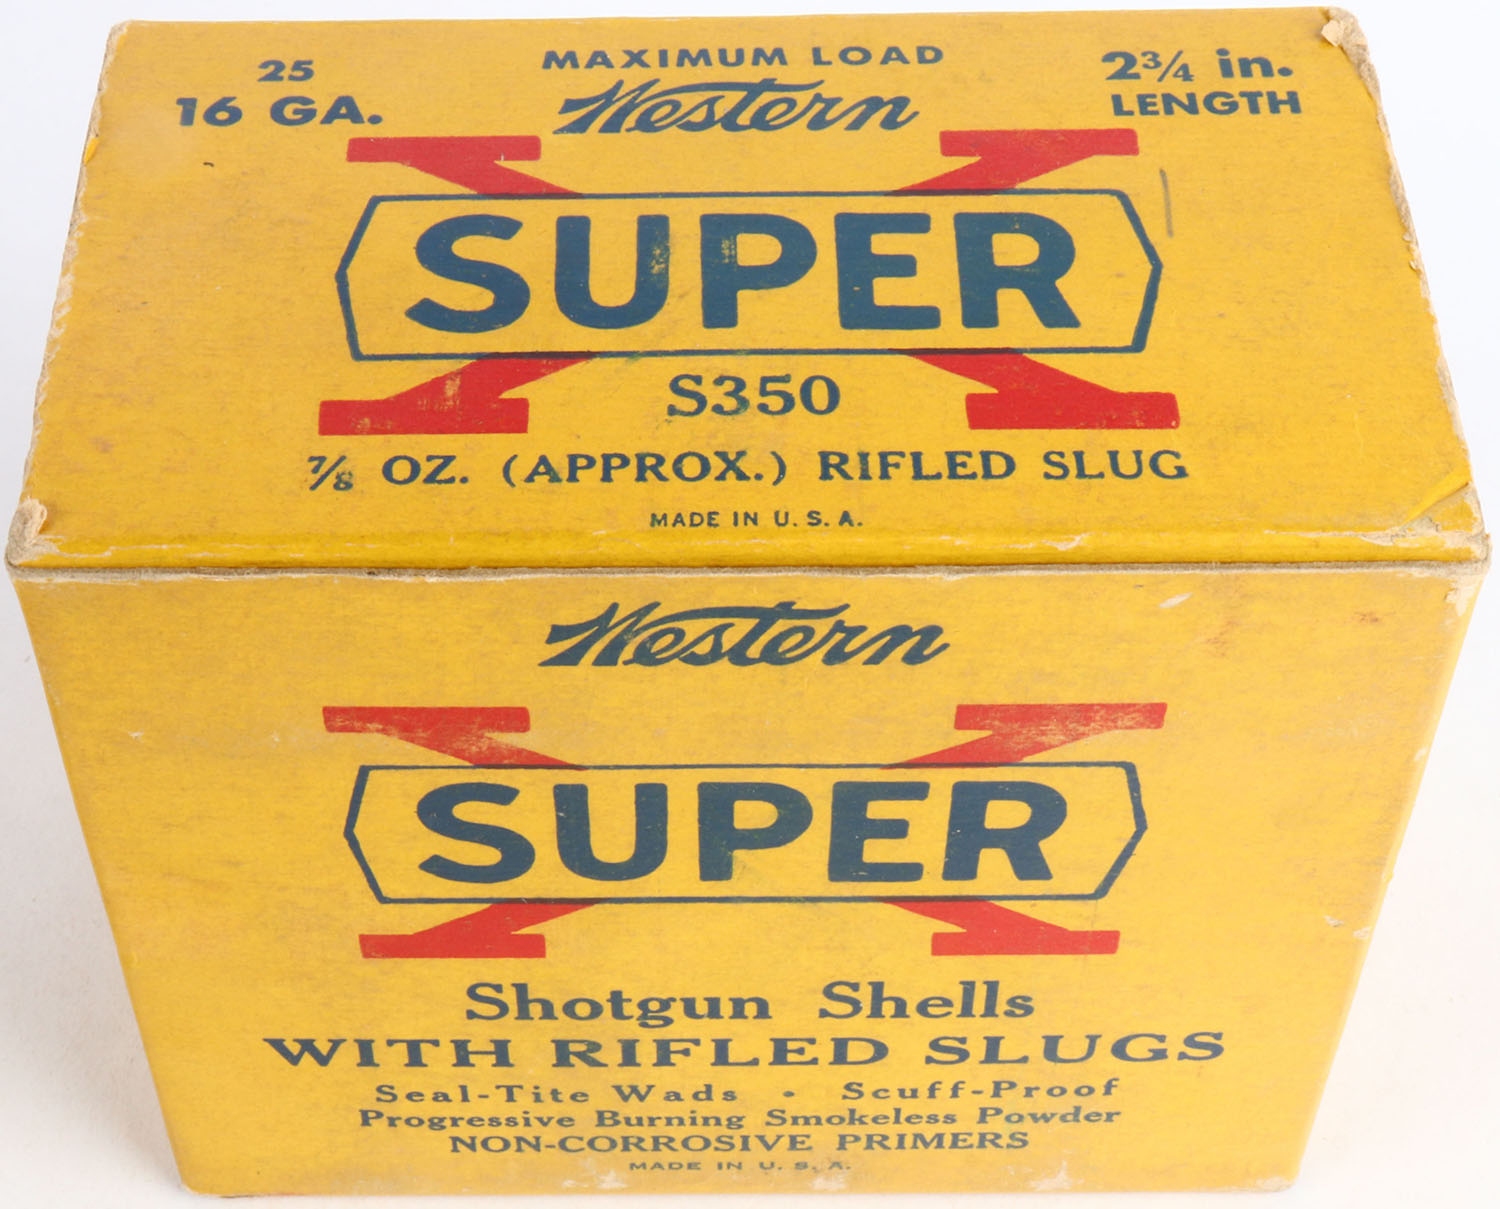 25
16 GA.
MAXIMUM LOAD
Western
2¾ in.
LENGTH
SUPER X
S350
⅞ OZ. (APPROX.) RIFLED SLUG
MADE IN U. S. A.
Western
SUPER X
Shotgun Shells
WITH RIFLED SLUGS
Seal-Tite Wads • Scuff-Proof
Progressive Burning Smokeless Powder
NON-CORROSIVE PRIMERS
MADE IN U. S. A.